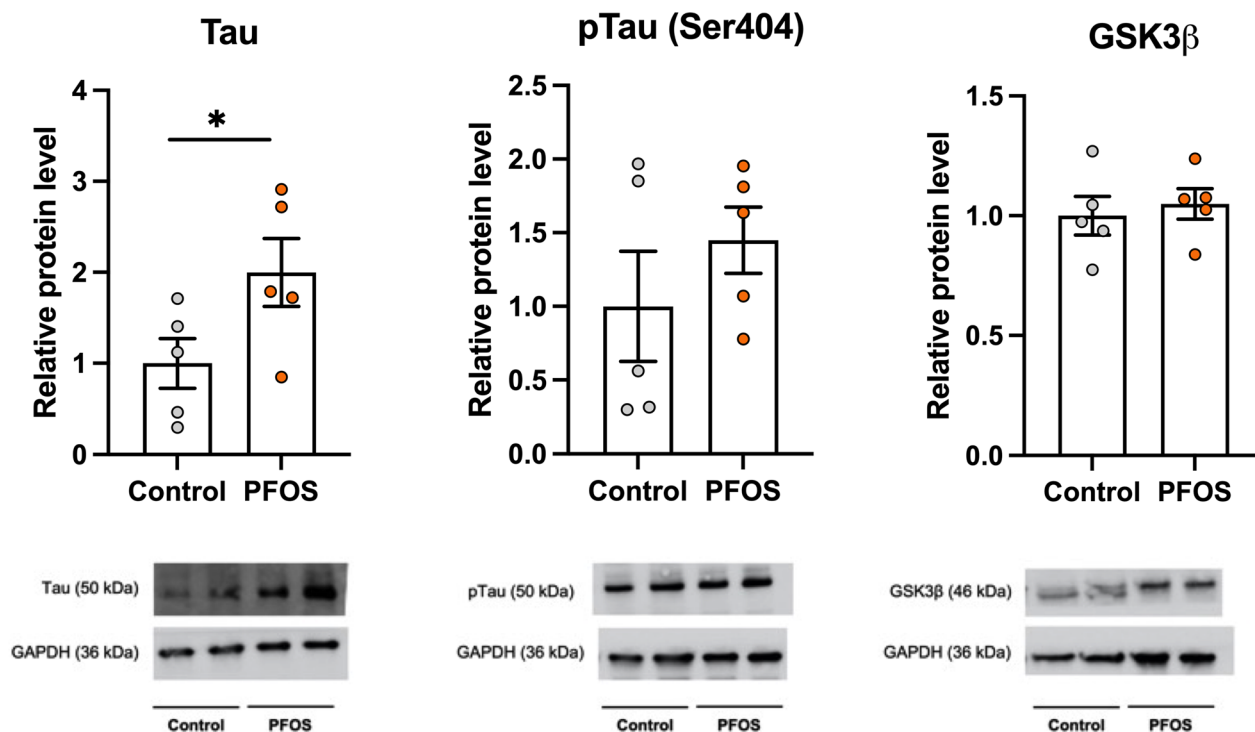 Tau
pTau (Ser404)
GSK3β
Relative protein level
4
3
2
1
0
*
Control PFOS
Relative protein level
2.5
2.0
1.5
1.0
0.5
0.0
Control PFOS
Relative protein level
1.5
1.0
0.5
0.0
Control PFOS
Tau (50 kDa)
GAPDH (36 kDa)
Control PFOS
pTau (50 kDa)
GAPDH (36 kDa)
Control PFOS
GSK3β (46 kDa)
GAPDH (36 kDa)
Control PFOS